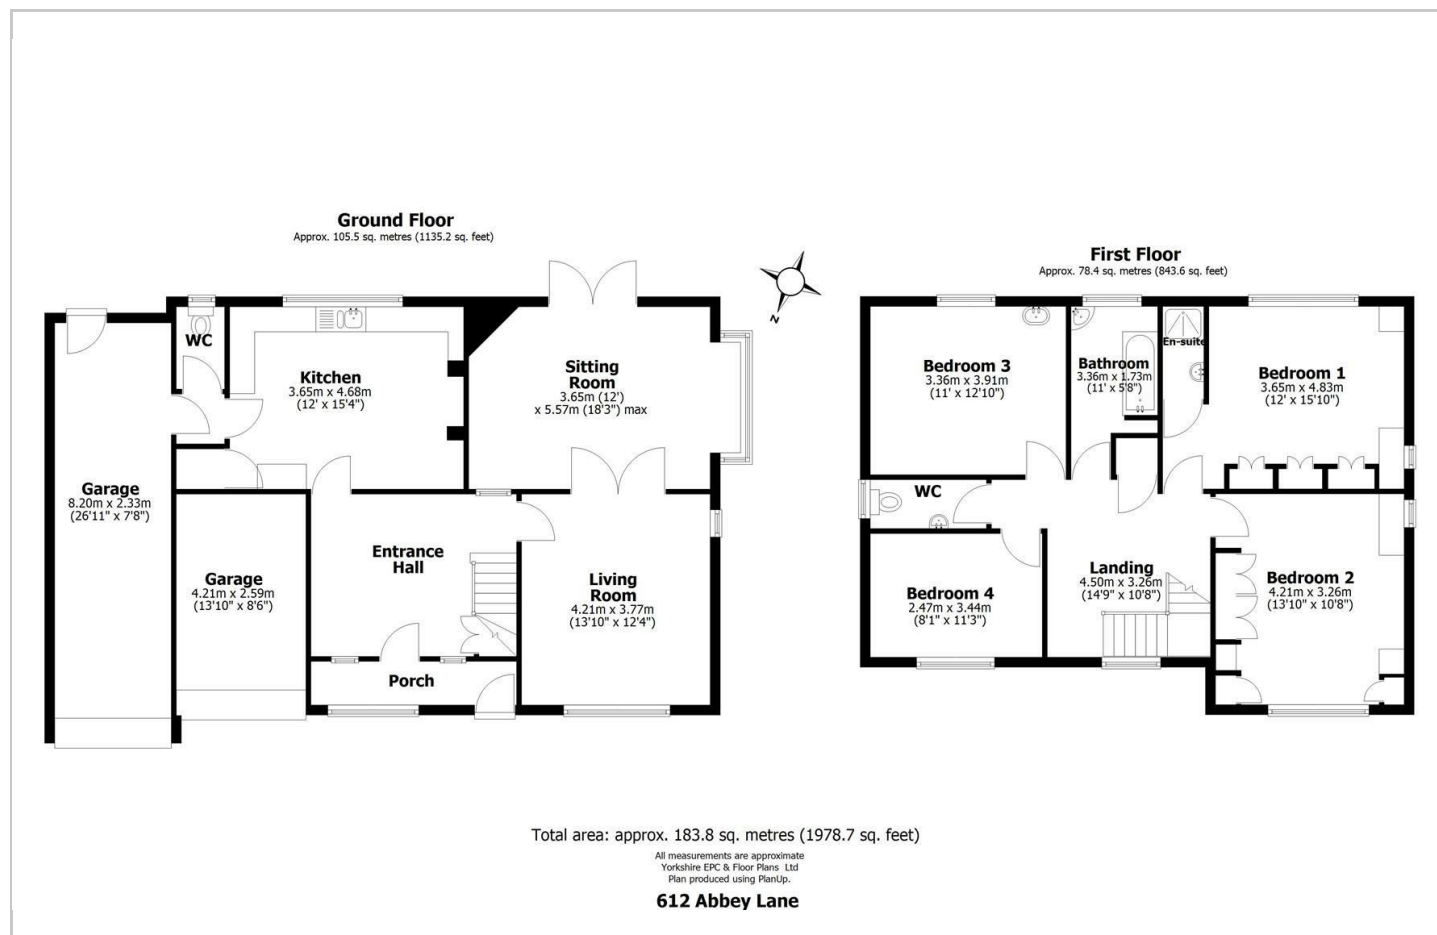 Ground Floor
Approx. 105.5 sq. metres (1135.2 sq. feet)
WC
Kitchen
3.65m x 4.68m
(12' x 15'4")
Sitting
Room
3.65m (12')
x 5.57m (18'3") max
Garage
8.20m x 2.33m
(26'11" x 7'8")
Garage
4.21m x 2.59m
(13'10" x 8'6")
Entrance
Hall
Living
Room
4.21m x 3.77m
(13'10" x 12'4")
Porch
N
First Floor
Approx. 78.4 sq. metres (843.6 sq. feet)
Bedroom 3
3.36m x 3.91m
(11' x 12'10")
Bathroom
3.36m x 1.73m
(11' x 5'8")
En-suite
Bedroom 1
3.65m x 4.83m
(12' x 15'10")
WC
Bedroom 4
2.47m x 3.44m
(8'1" x 11'3")
Landing
4.50m x 3.26m
(14'9" x 10'8")
Bedroom 2
4.21m x 3.26m
(13'10" x 10'8")
Total area: approx. 183.8 sq. metres (1978.7 sq. feet)
All measurements are approximate
Yorkshire EPC & Floor Plans Ltd
Plan produced using PlanUp.
612 Abbey Lane